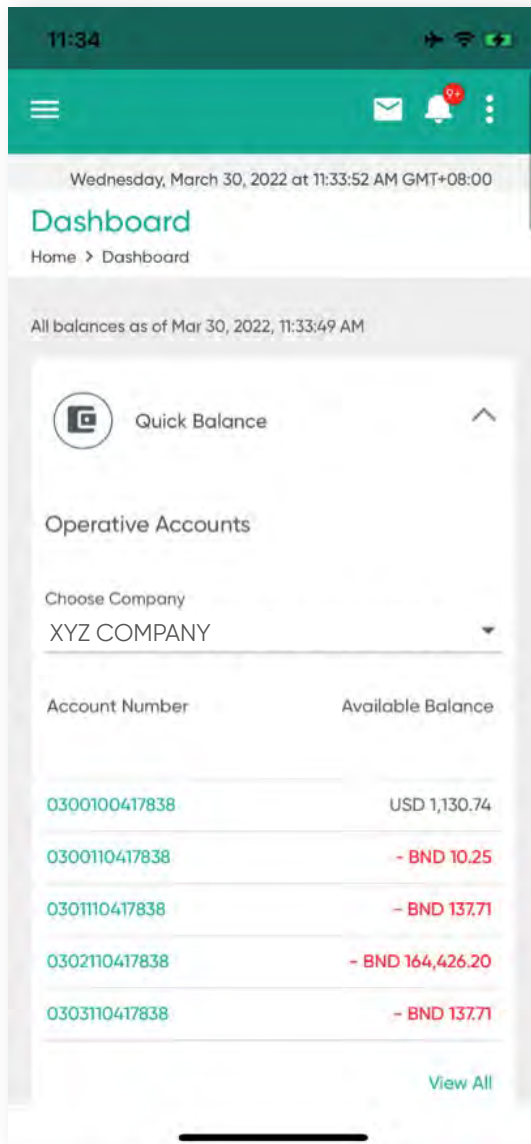 11:34
9+
Wednesday, March 30, 2022 at 11:33:52 AM GMT+08:00
Dashboard
Home > Dashboard
All balances as of Mar 30, 2022, 11:33:49 AM
Quick Balance
Operative Accounts
Choose Company
XYZ COMPANY
Account Number Available Balance
0300100417838 USD 1,130.74
0300110417838 - BND 10.25
0301110417838 - BND 137.71
0302110417838 - BND 164,426.20
0303110417838 - BND 137.71
View All